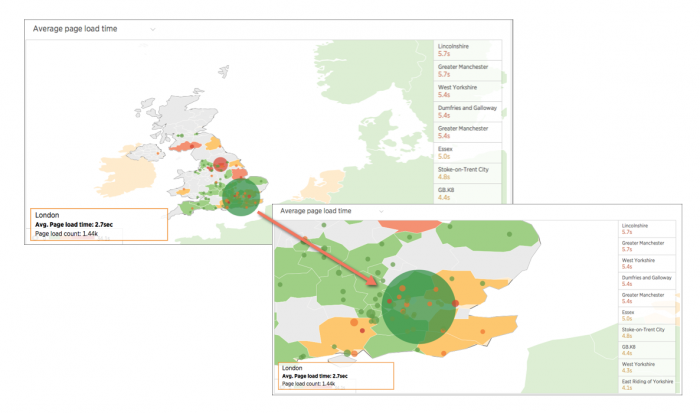 Average page load time
Lincolnshire
5.7s
Greater Manchester
5.7s
West Yorkshire
5.4s
Dumfries and Galloway
5.4s
Greater Manchester
5.4s
Essex
5.0s
Stoke-on-Trent City
4.8s
GB:K8
4.4s
London
Avg. Page load time: 2.7sec
Page load count: 1.44k
Average page load time
Lincolnshire
5.7s
Greater Manchester
5.7s
West Yorkshire
5.4s
Dumfries and Galloway
5.4s
Greater Manchester
5.4s
Essex
5.0s
Stoke-on-Trent City
4.8s
GB:K8
4.4s
West Yorkshire
4.3s
East Riding of Yorkshire
4.1s
London
Avg. Page load time: 2.7sec
Page load count: 1.44k